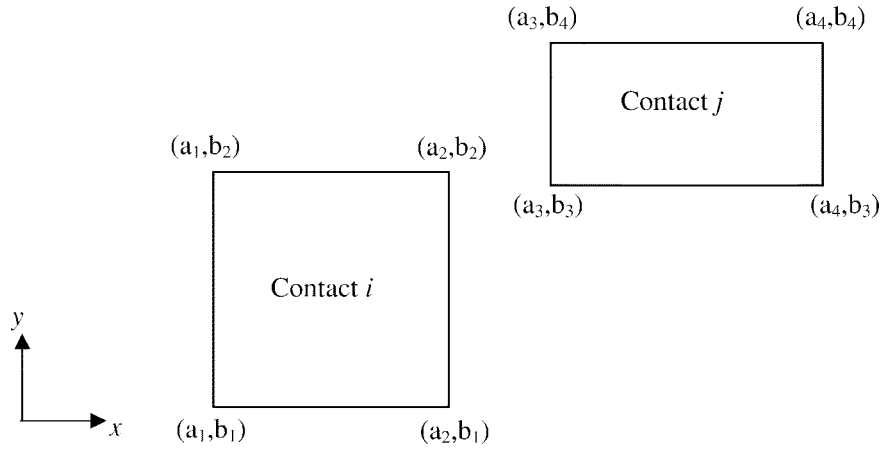 (a₃,b₄) (a₄,b₄)
Contact j
(a₁,b₂) (a₂,b₂)
(a₃,b₃) (a₄,b₃)
Contact i
y
x
(a₁,b₁) (a₂,b₁)